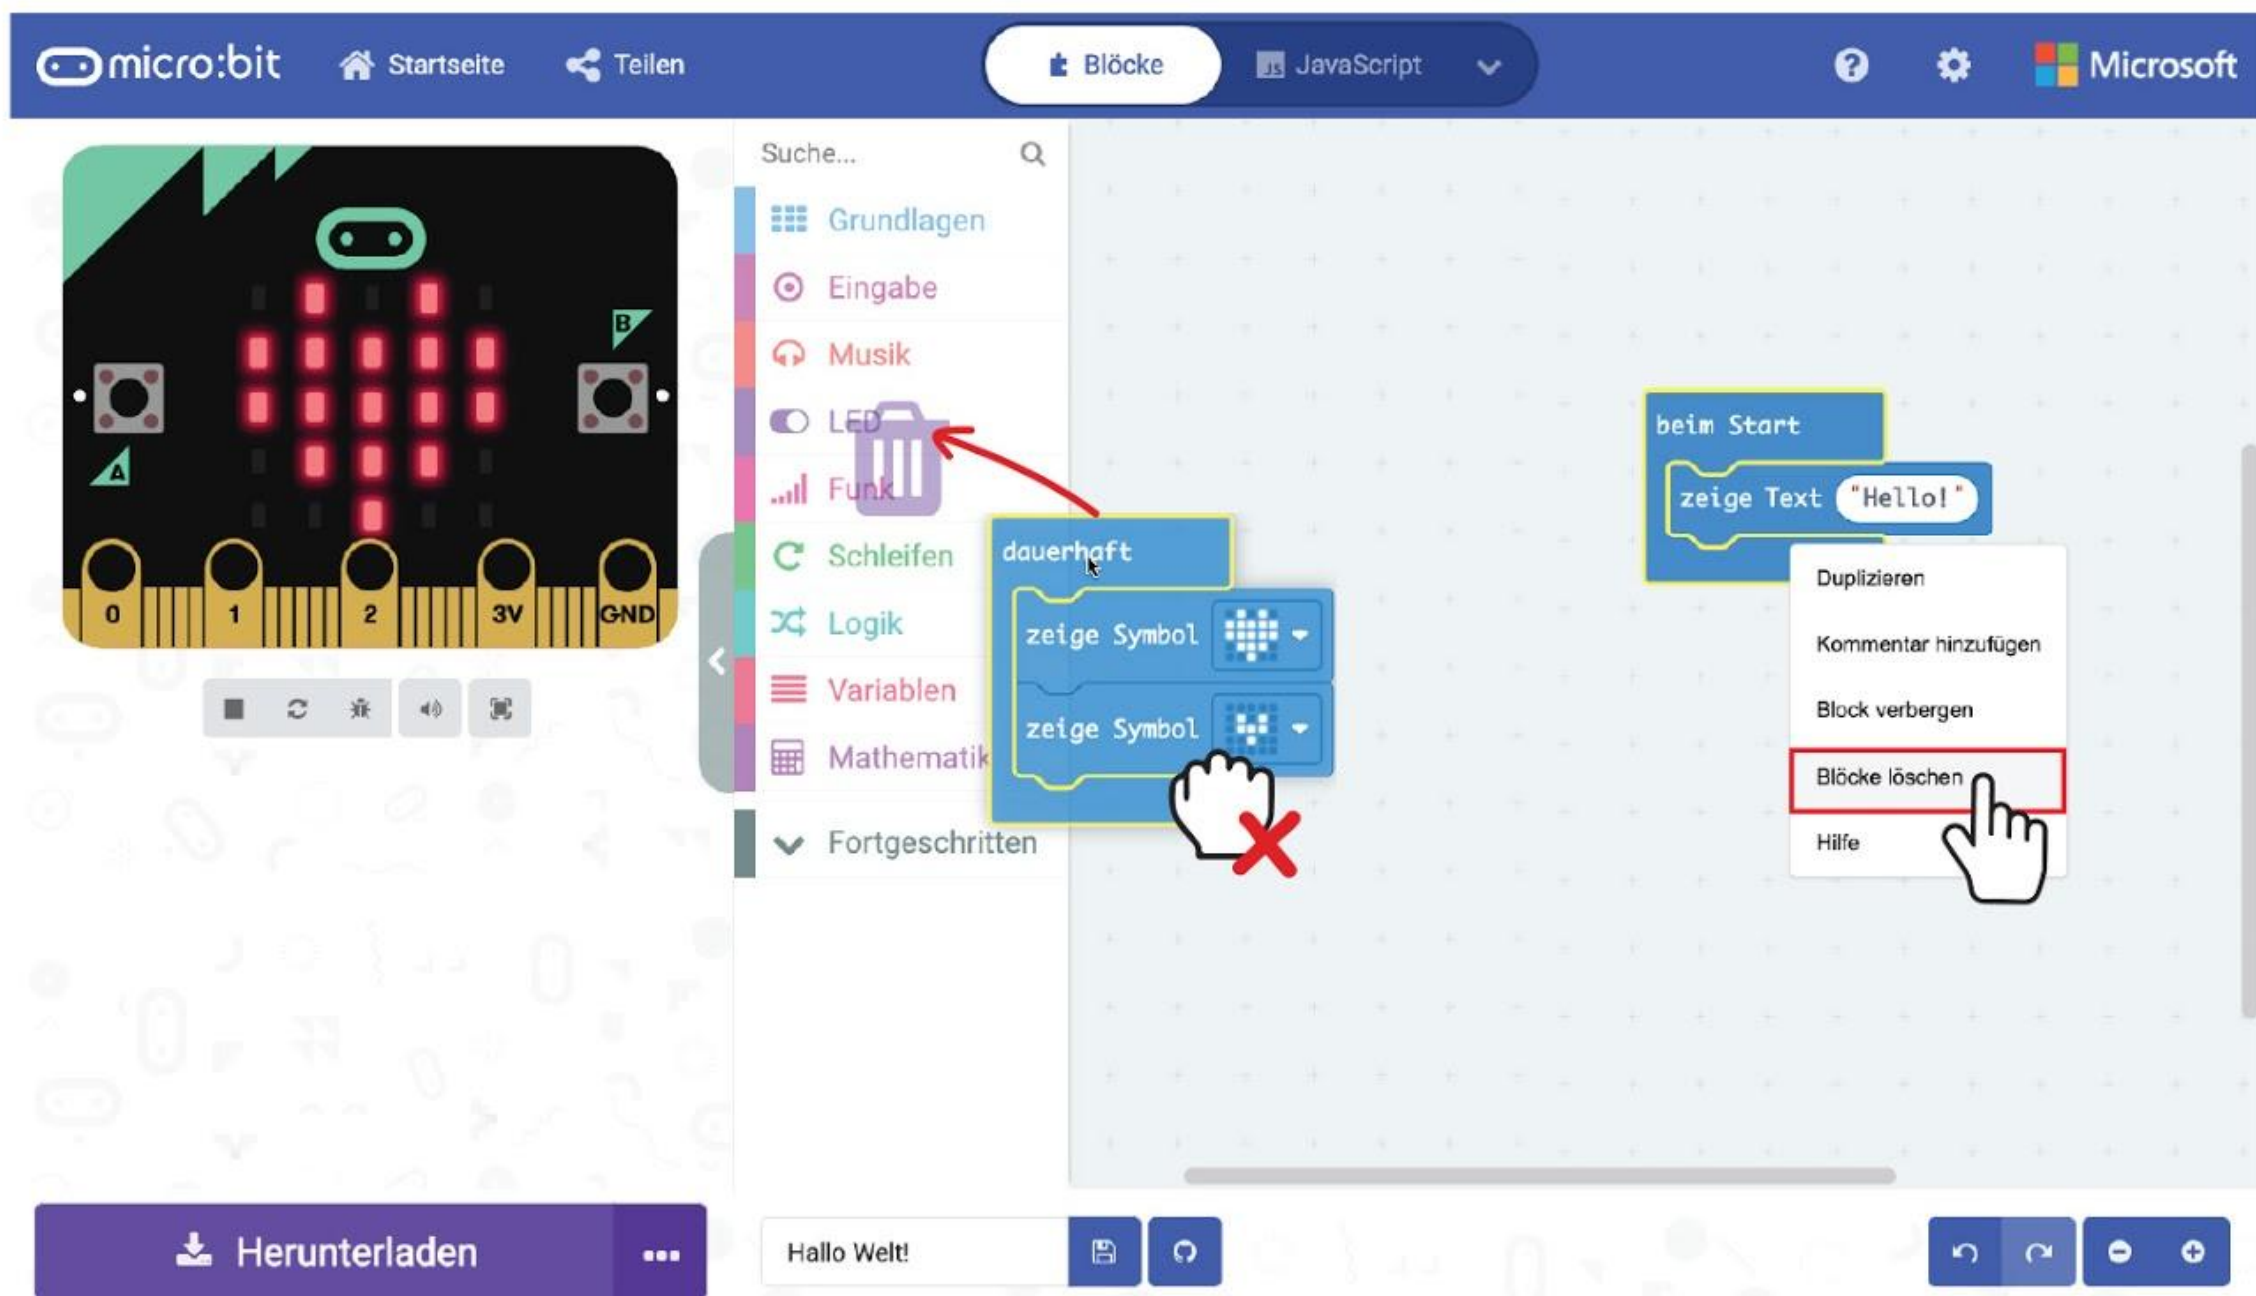 micro:bit
Startseite
Teilen
Blöcke
JS JavaScript
?
Microsoft
B
A
0 1 2 3V GND
Suche...
Grundlagen
Eingabe
Musik
LED
Funk
Schleifen
Logik
Variablen
Mathematik
Fortgeschritten
dauerhaft
zeige Symbol
zeige Symbol
beim Start
zeige Text "Hello!"
Duplizieren
Kommentar hinzufügen
Block verbergen
Blöcke löschen
Hilfe
Herunterladen
Hallo Welt!